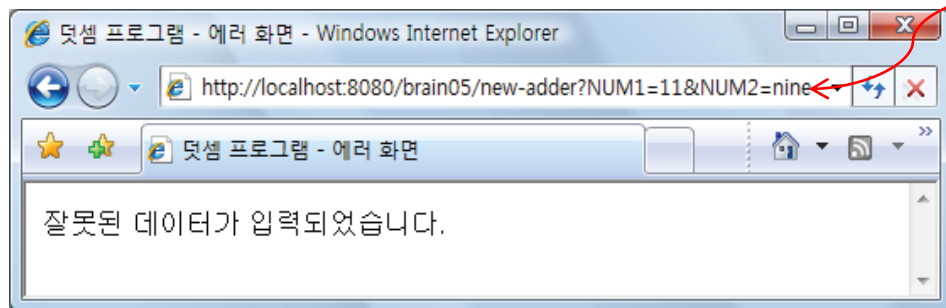 덧셈 프로그램 - 에러 화면 - Windows Internet Explorer
http://localhost:8080/brain05/new-adder?NUM1=11&NUM2=nine
덧셈 프로그램 - 에러 화면
잘못된 데이터가 입력되었습니다.